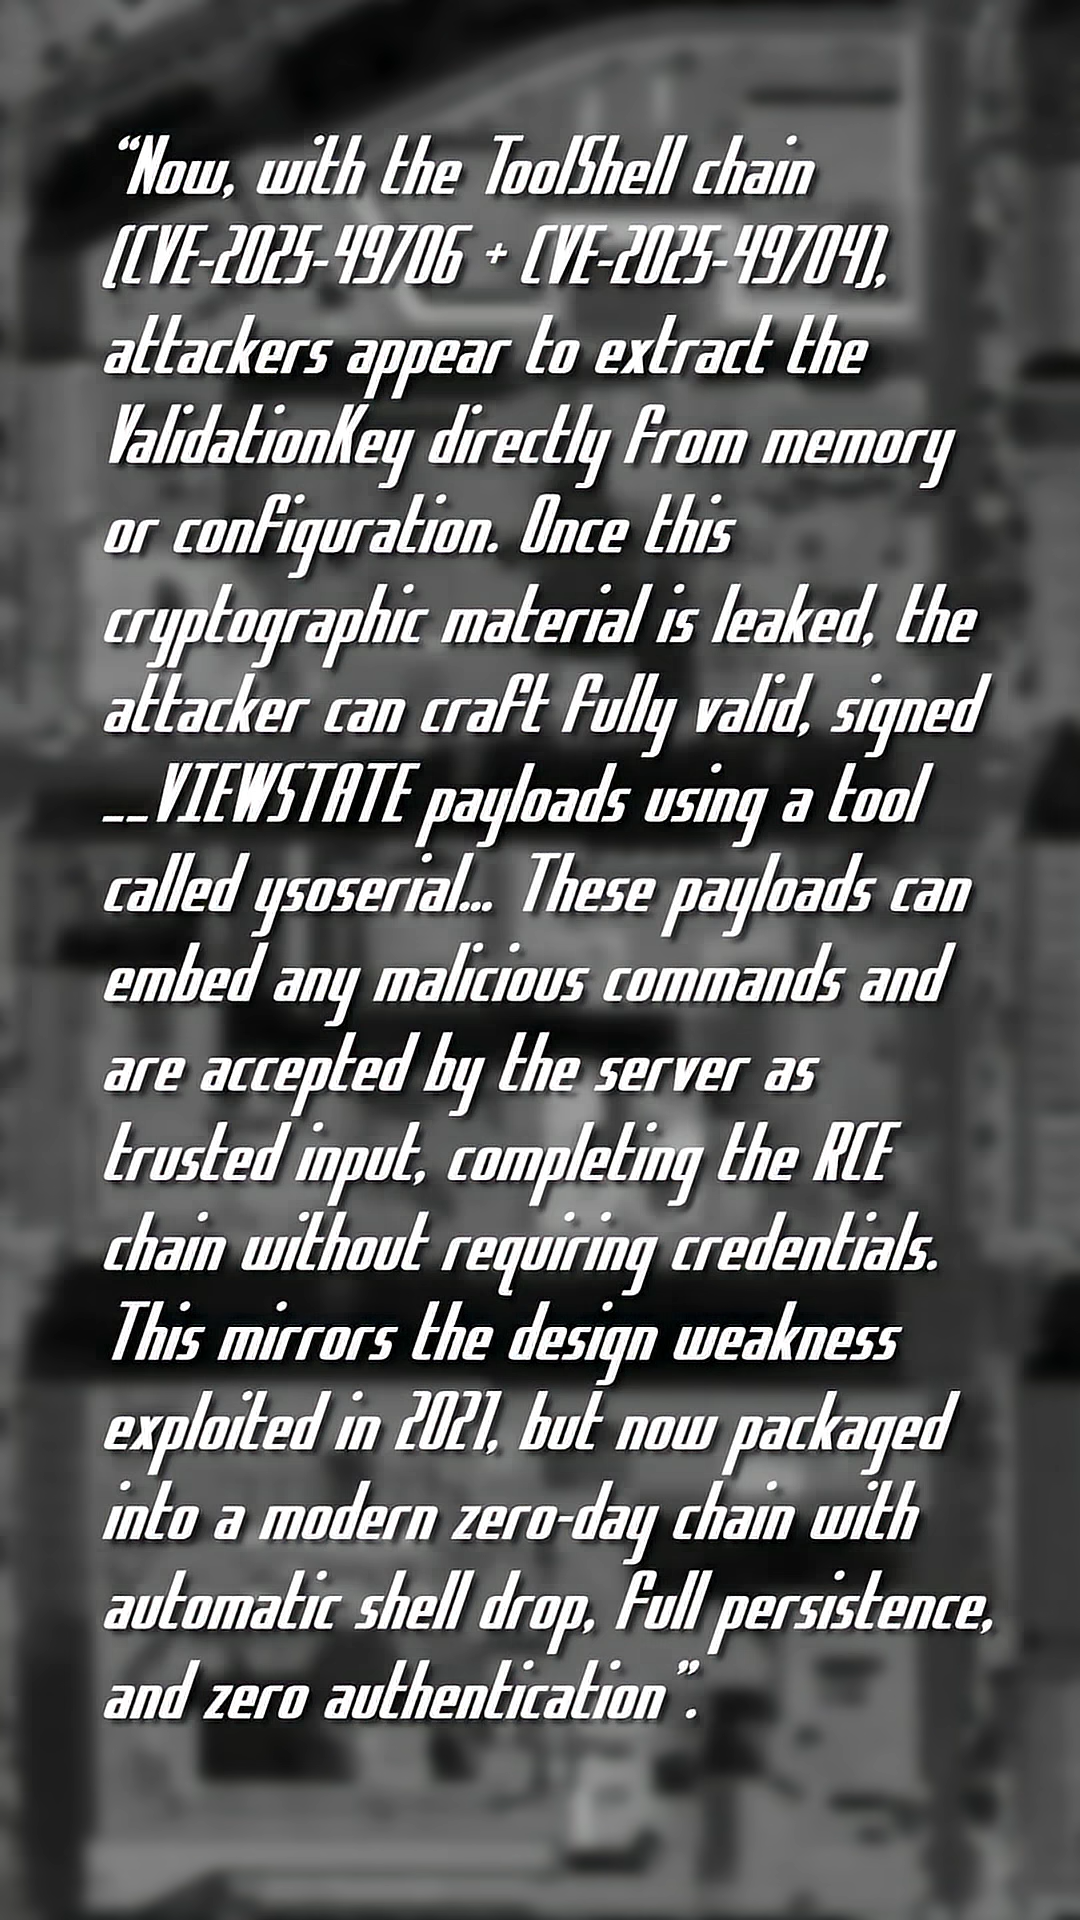 “Now, with the ToolShell chain
(CVE-2025-49706 + CVE-2025-49704),
attackers appear to extract the
ValidationKey directly from memory
or configuration. Once this
cryptographic material is leaked, the
attacker can craft fully valid, signed
__VIEWSTATE payloads using a tool
called ysoserial... These payloads can
embed any malicious commands and
are accepted by the server as
trusted input, completing the RCE
chain without requiring credentials.
This mirrors the design weakness
exploited in 2021, but now packaged
into a modern zero-day chain with
automatic shell drop, full persistence,
and zero authentication”.